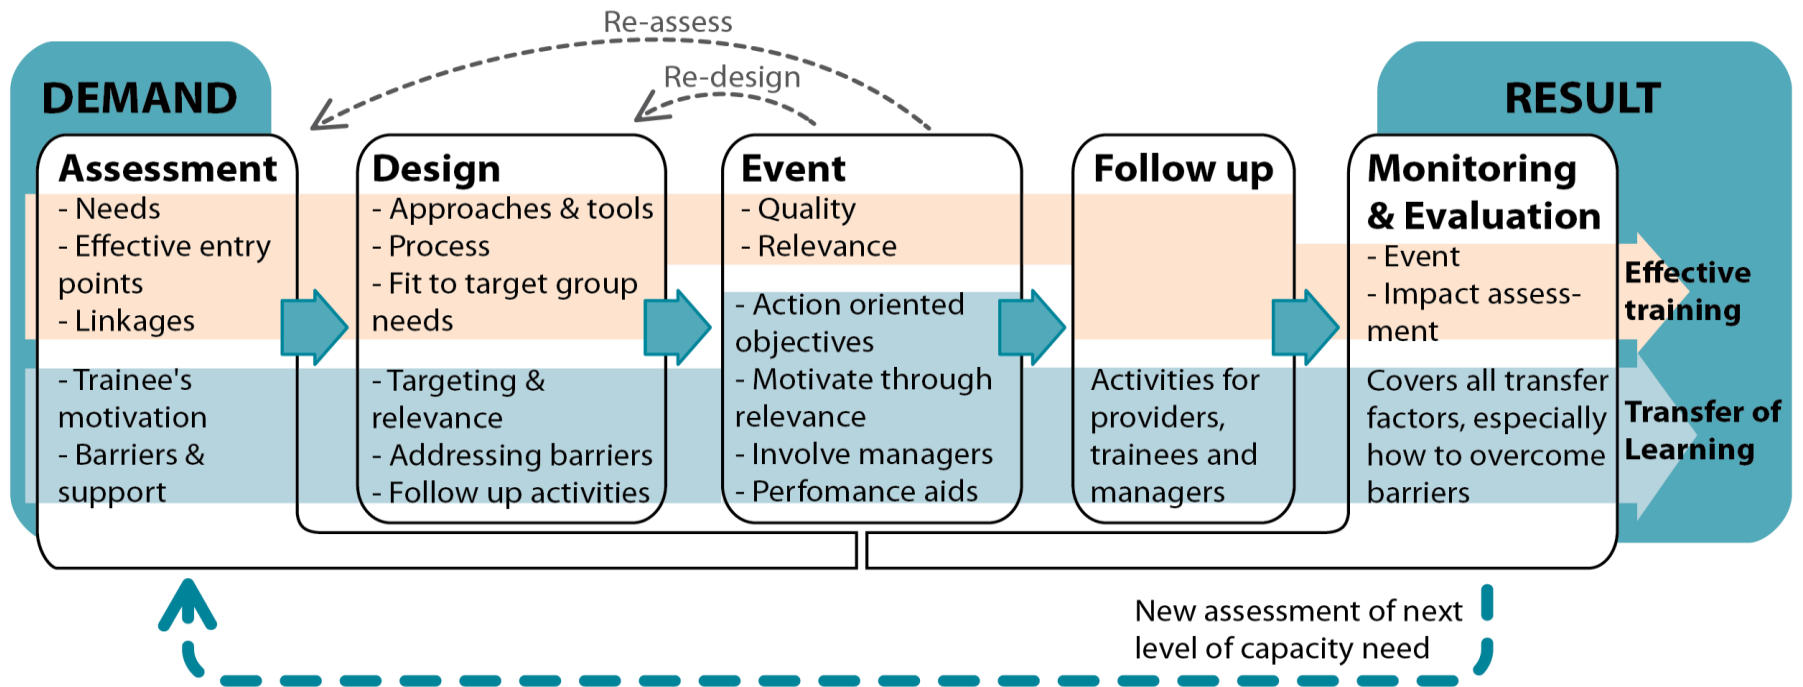 Re-assess
Re-design
DEMAND
RESULT
Assessment
- Needs
- Effective entry
points
- Linkages
- Trainee's
motivation
- Barriers &
support
Design
- Approaches & tools
- Process
- Fit to target group
needs
- Targeting &
relevance
- Addressing barriers
- Follow up activities
Event
- Quality
- Relevance
- Action oriented
objectives
- Motivate through
relevance
- Involve managers
- Perfomance aids
Follow up
Activities for
providers,
trainees and
managers
Monitoring
& Evaluation
- Event
- Impact assess-
ment
Covers all transfer
factors, especially
how to overcome
barriers
Effective
training
Transfer of
Learning
New assessment of next
level of capacity need